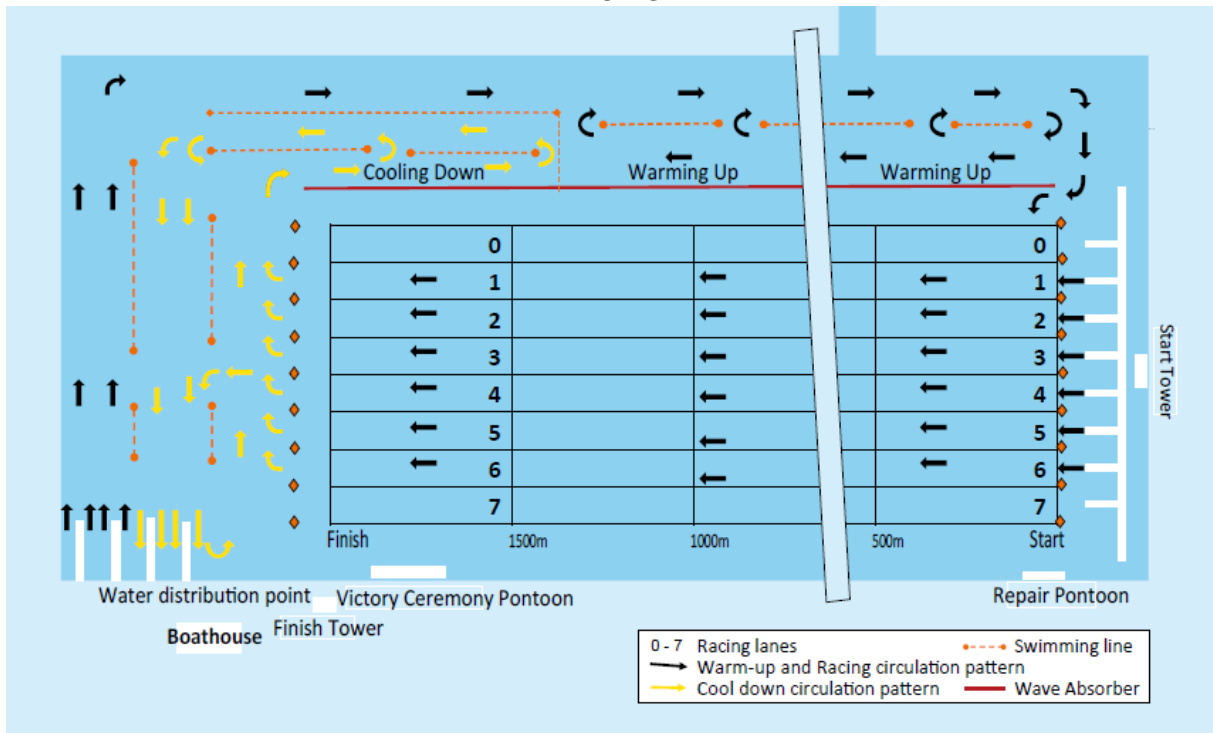 Cooling Down
Warming Up
Warming Up
0
0
1
1
2
2
3
3
4
4
5
5
6
6
7
7
Start Tower
Finish
1500m
1000m
500m
Start
Water distribution point
Victory Ceremony Pontoon
Repair Pontoon
Boathouse
Finish Tower
0 - 7 Racing lanes
Swimming line
Warm-up and Racing circulation pattern
Cool down circulation pattern
Wave Absorber